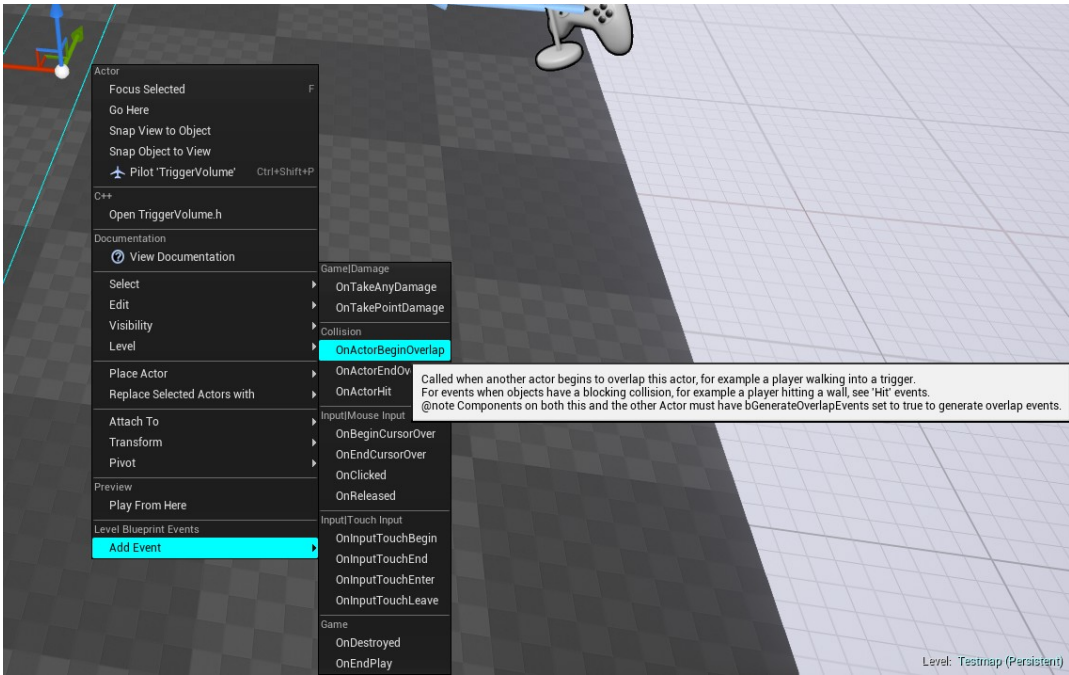 Actor
Focus Selected F
Go Here
Snap View to Object
Snap Object to View
Pilot 'TriggerVolume' Ctrl+Shift+P
C++
Open TriggerVolume.h
Documentation
View Documentation
Select
Edit
Visibility
Level
Place Actor
Replace Selected Actors with
Attach To
Transform
Pivot
Preview
Play From Here
Level Blueprint Events
Add Event
Game|Damage
OnTakeAnyDamage
OnTakePointDamage
Collision
OnActorBeginOverlap
OnActorEndOv
OnActorHit
Input|Mouse Input
OnBeginCursorOver
OnEndCursorOver
OnClicked
OnReleased
Input|Touch Input
OnInputTouchBegin
OnInputTouchEnd
OnInputTouchEnter
OnInputTouchLeave
Game
OnDestroyed
OnEndPlay
Called when another actor begins to overlap this actor, for example a player walking into a trigger.
For events when objects have a blocking collision, for example a player hitting a wall, see 'Hit' events.
@note Components on both this and the other Actor must have bGenerateOverlapEvents set to true to generate overlap events.
Level: Testmap (Persistent)